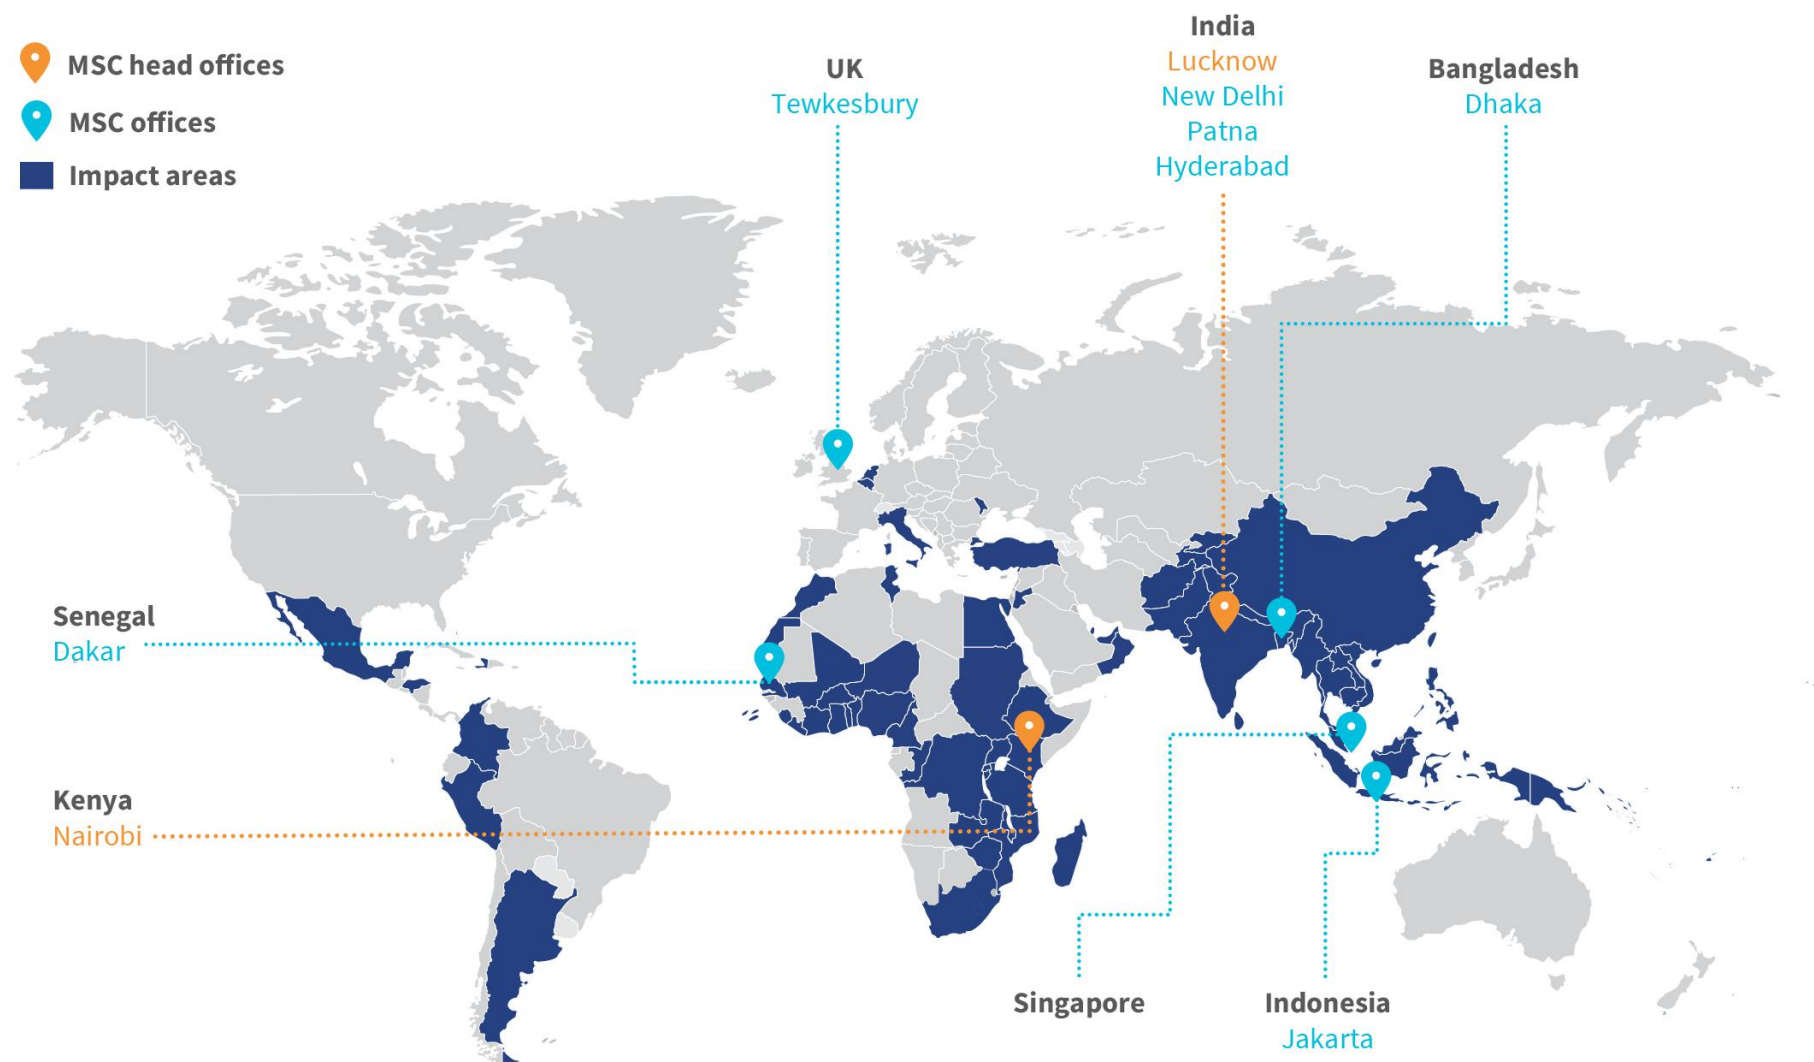 MSC head offices
MSC offices
Impact areas
UK
Tewkesbury
India
Lucknow
New Delhi
Patna
Hyderabad
Bangladesh
Dhaka
Senegal
Dakar
Kenya
Nairobi
Singapore
Indonesia
Jakarta